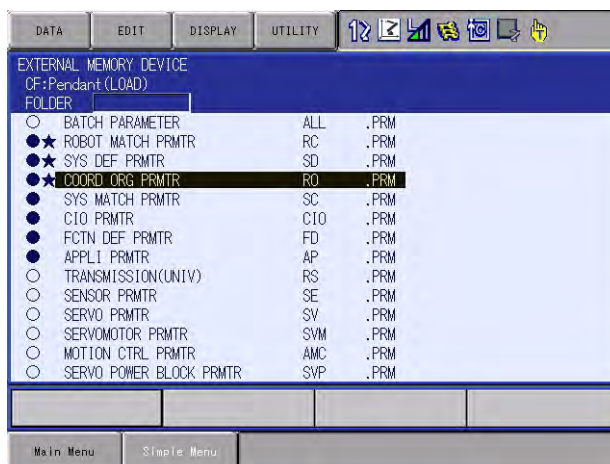 DATA EDIT DISPLAY UTILITY
EXTERNAL MEMORY DEVICE
CF:Pendant(LOAD)
FOLDER
BATCH PARAMETER ALL .PRM
ROBOT MATCH PRMTR RC .PRM
SYS DEF PRMTR SD .PRM
COORD ORG PRMTR RO .PRM
SYS MATCH PRMTR SC .PRM
CIO PRMTR CIO .PRM
FCTN DEF PRMTR FD .PRM
APPLI PRMTR AP .PRM
TRANSMISSION(UNIV) RS .PRM
SENSOR PRMTR SE .PRM
SERVO PRMTR SV .PRM
SERVOMOTOR PRMTR SVM .PRM
MOTION CTRL PRMTR AMC .PRM
SERVO POWER BLOCK PRMTR SVP .PRM
Main Menu Simple Menu